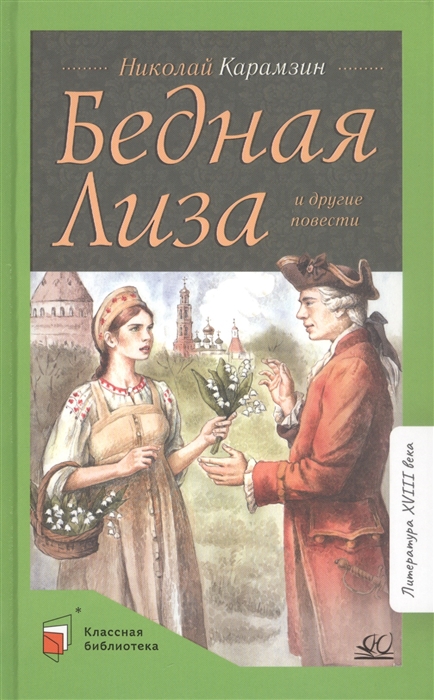 Николай Карамзин
Бедная
Лиза
и другие
повести
Литература XVIII века
*
Классная
библиотека